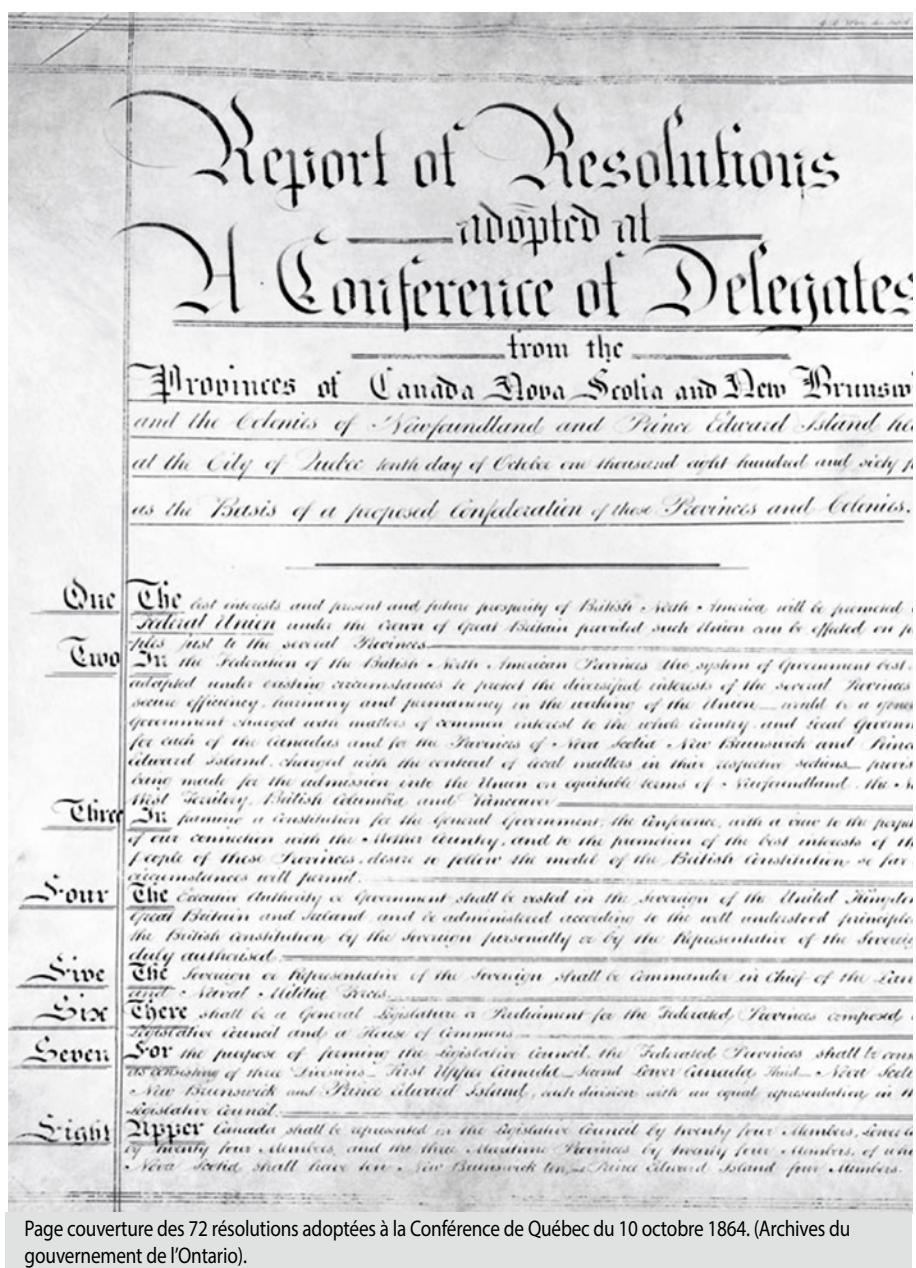 Report of Resolutions
adopted at
A Conference of Delegates
from the
Provinces of Canada Nova Scotia and New Brunsw
and the Colonies of Newfoundland and Prince Edward Island he
at the City of Quebec tenth day of October one thousand eight hundred and sixty f
as the Basis of a proposed Confederation of these Provinces and Colonies.
One The best interests and present and future prosperity of British North America will be promoted
Federal Union under the Crown of Great Britain provided such Union can be effected on p
ples just to the several Provinces
Two In the Federation of the British North American Provinces the system of Government best
adapted under existing circumstances to protect the diversified interests of the several Provinces
secure efficiency, harmony and permanency in the working of the Union would be a gene
Government charged with matters of common interest to the whole Country, and Local Governm
for each of the Canadas and for the Provinces of Nova Scotia New Brunswick and Princ
Edward Island, charged with the control of local matters in their respective sections provis
being made for the admission into the Union on equitable terms of Newfoundland, the N
West Territory, British Columbia and Vancouver
Three In framing a Constitution for the General Government, the Conference, with a view to the perpe
of our connection with the Mother Country, and to the promotion of the best interests of th
people of these Provinces, desire to follow the model of the British Constitution so far
circumstances will permit.
Four The Executive Authority or Government shall be vested in the Sovereign of the United Kingdo
Great Britain and Ireland, and be administered according to the well understood principle
the British Constitution by the Sovereign personally or by the Representative of the Sovereig
duly authorised.
Five The Sovereign or Representative of the Sovereign shall be Commander in Chief of the Lan
and Naval Militia Forces.
Six There shall be a General Legislature or Parliament for the Federated Provinces composed
Legislative Council and a House of Commons
Seven For the purpose of forming the Legislative Council, the Federated Provinces shall be cons
as consisting of three Divisions First Upper Canada Second Lower Canada Third Nova Scoti
New Brunswick and Prince Edward Island, each division with an equal representation in th
Legislative Council.
Eight Upper Canada shall be represented in the Legislative Council by twenty four Members, Lower C
by twenty four Members, and the three Maritime Provinces by twenty four Members, of whi
Nova Scotia shall have ten New Brunswick ten, Prince Edward Island four Members.
Page couverture des 72 résolutions adoptées à la Conférence de Québec du 10 octobre 1864. (Archives du
gouvernement de l'Ontario).